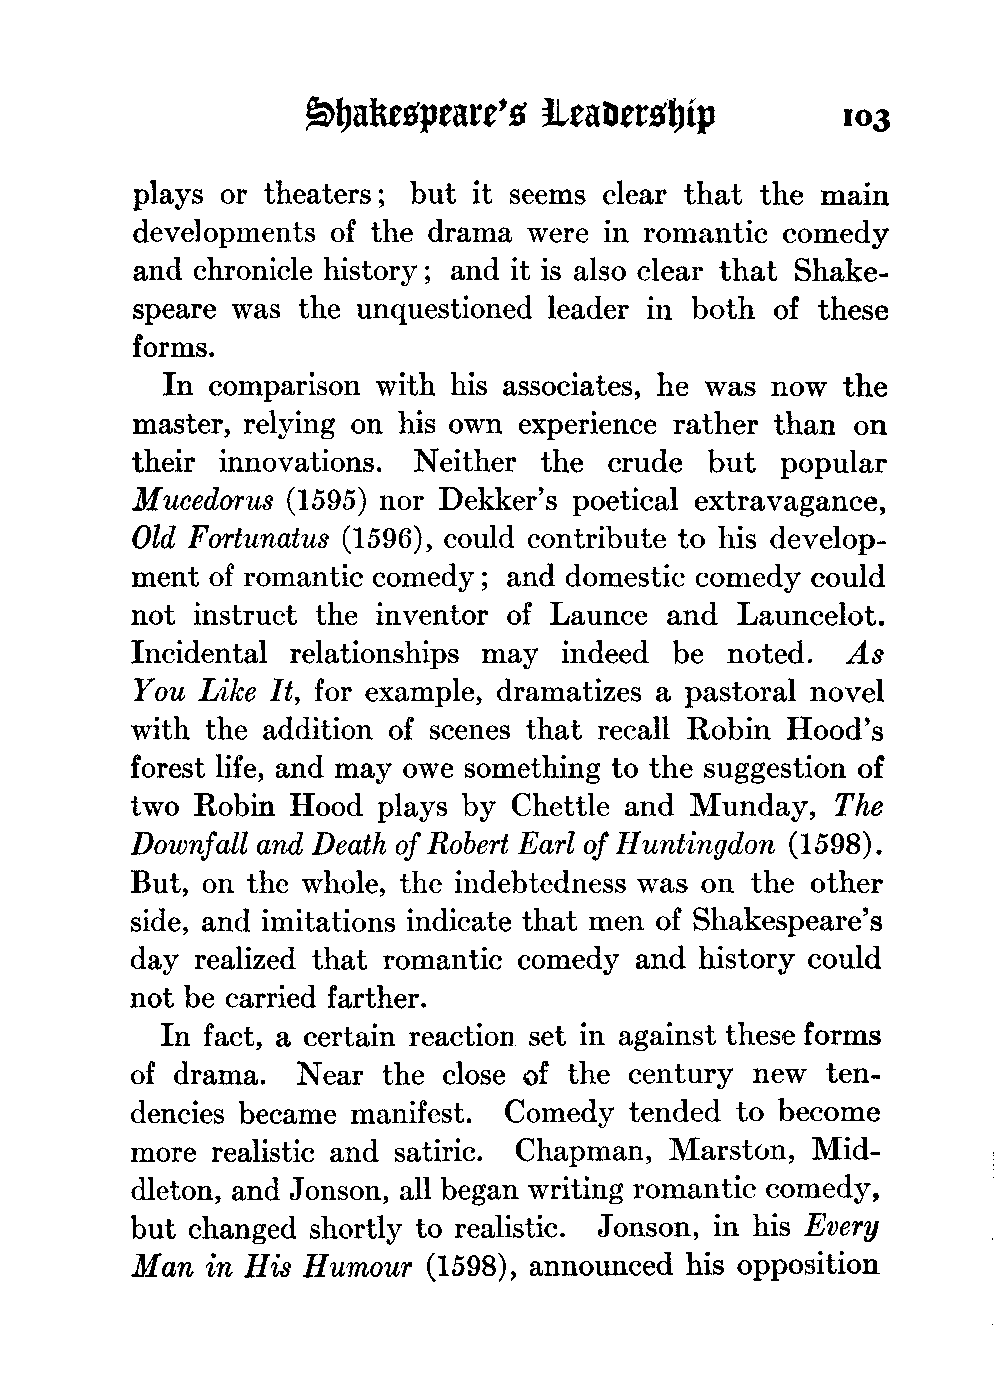 Shakespeare's Leadership 103
plays or theaters; but it seems clear that the main
developments of the drama were in romantic comedy
and chronicle history; and it is also clear that Shake-
speare was the unquestioned leader in both of these
forms.
In comparison with his associates, he was now the
master, relying on his own experience rather than on
their innovations. Neither the crude but popular
Mucedorus (1595) nor Dekker's poetical extravagance,
Old Fortunatus (1596), could contribute to his develop-
ment of romantic comedy; and domestic comedy could
not instruct the inventor of Launce and Launcelot.
Incidental relationships may indeed be noted. As
You Like It, for example, dramatizes a pastoral novel
with the addition of scenes that recall Robin Hood's
forest life, and may owe something to the suggestion of
two Robin Hood plays by Chettle and Munday, The
Downfall and Death of Robert Earl of Huntingdon (1598).
But, on the whole, the indebtedness was on the other
side, and imitations indicate that men of Shakespeare's
day realized that romantic comedy and history could
not be carried farther.
In fact, a certain reaction set in against these forms
of drama. Near the close of the century new ten-
dencies became manifest. Comedy tended to become
more realistic and satiric. Chapman, Marston, Mid-
dleton, and Jonson, all began writing romantic comedy,
but changed shortly to realistic. Jonson, in his Every
Man in His Humour (1598), announced his opposition